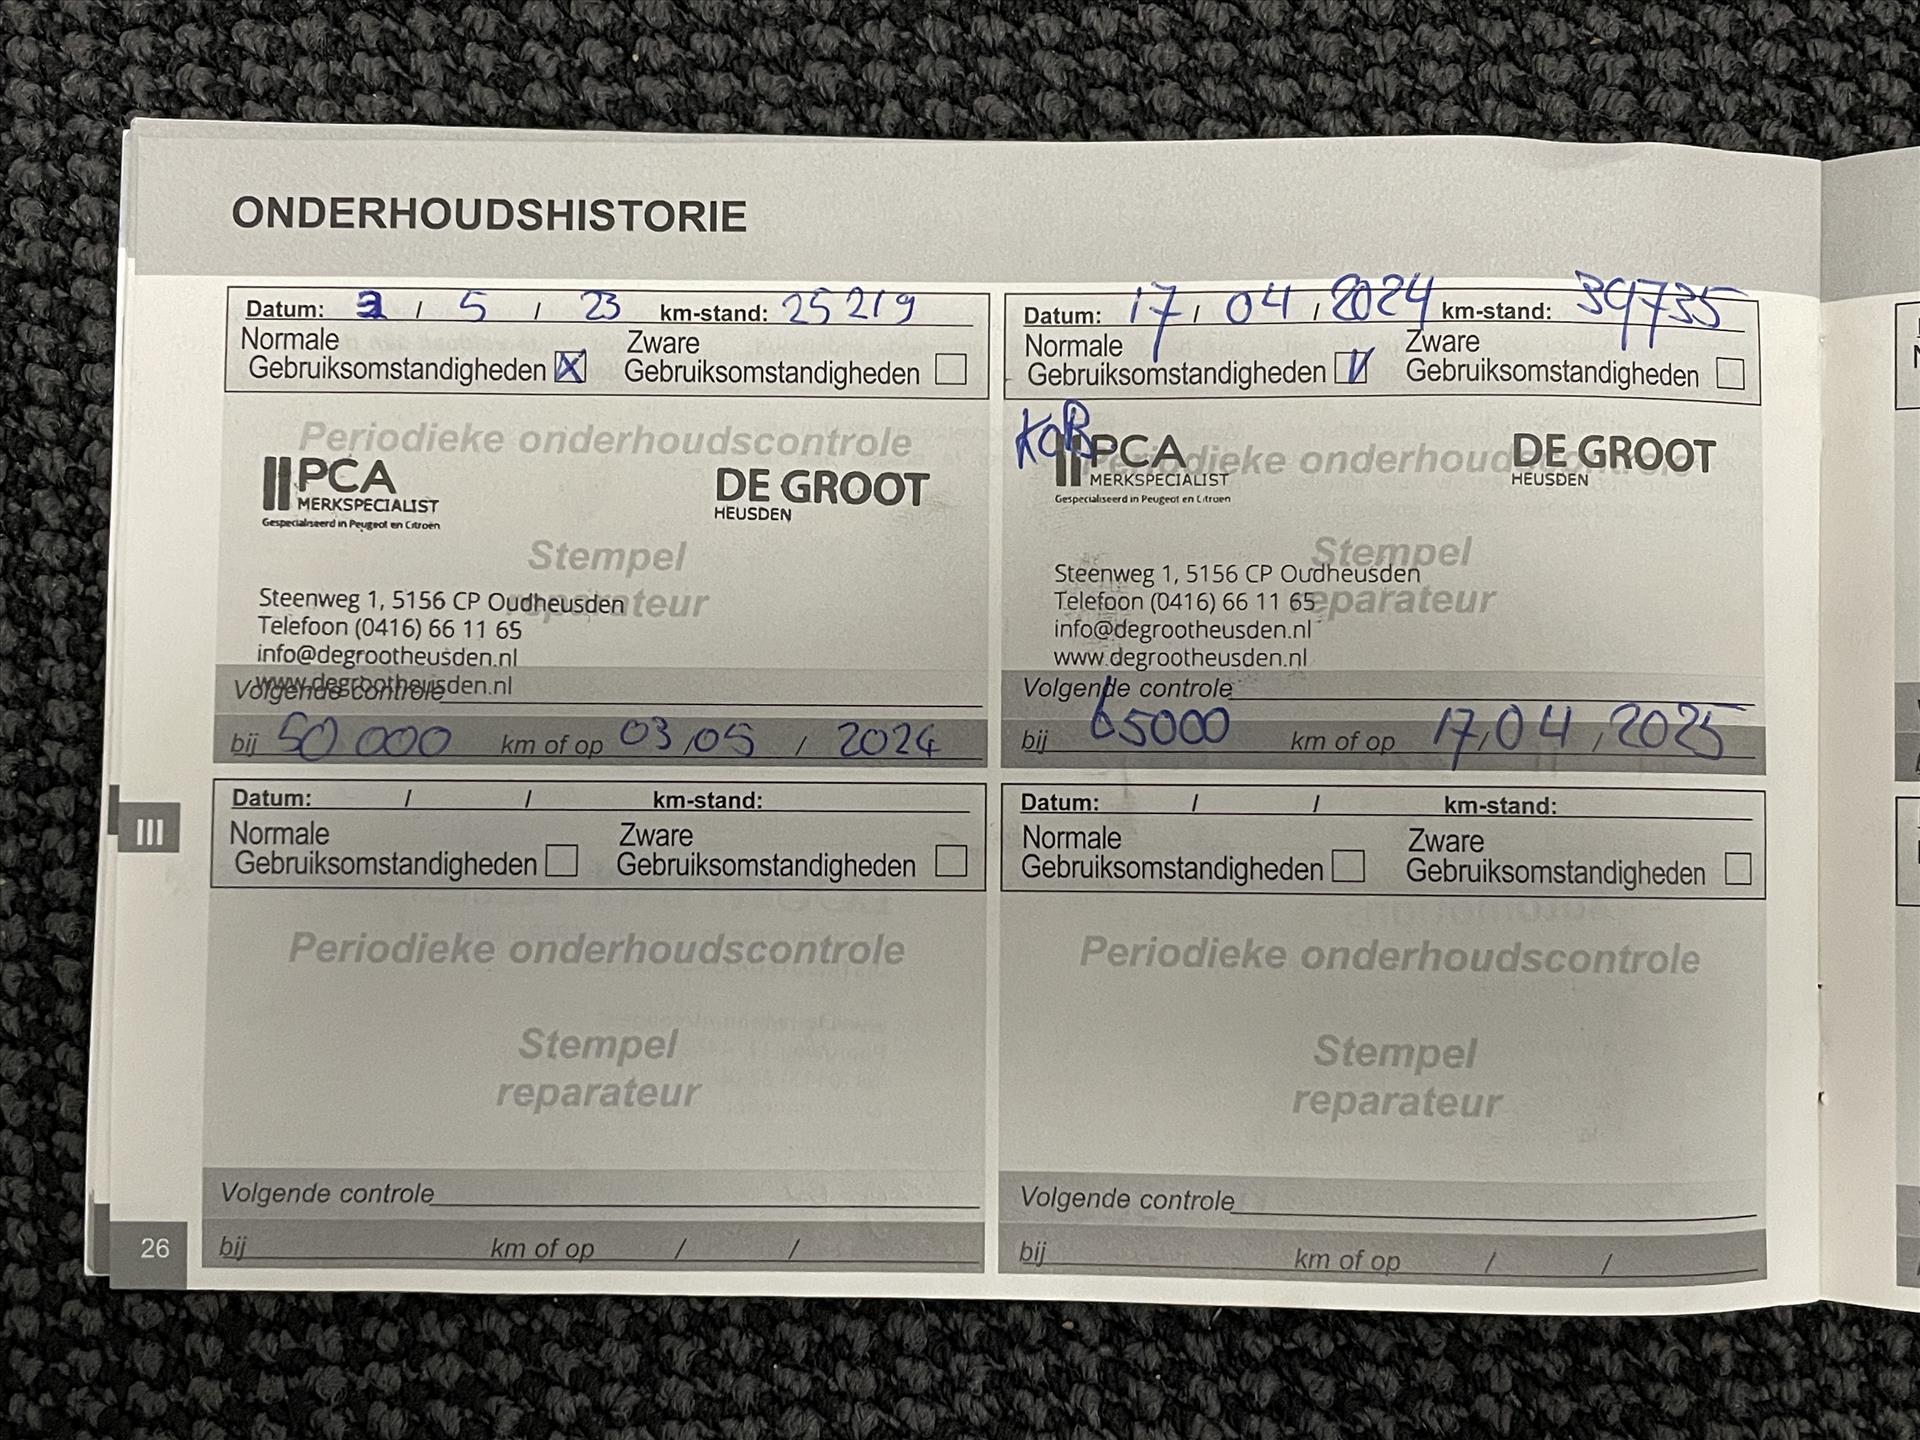 ONDERHOUDSHISTORIE
Datum: 3 / 5 / 23 km-stand: 25219
Normale Gebruiksomstandigheden X Zware Gebruiksomstandigheden
Periodieke onderhoudscontrole
PCA
MERKSPECIALIST
Gespecialiseerd in Peugeot en Citroën
DE GROOT
HEUSDEN
Stempel
reparateur
Steenweg 1, 5156 CP Oudheusden
Telefoon (0416) 66 11 65
info@degrootheusden.nl
www.degrootheusden.nl
Volgende controle
bij 50 000 km of op 03 / 05 / 2024
Datum: 17 / 04 / 2024 km-stand: 39735
Normale Gebruiksomstandigheden V Zware Gebruiksomstandigheden
Periodieke onderhoudscontrole
PCA
MERKSPECIALIST
Gespecialiseerd in Peugeot en Citroen
DE GROOT
HEUSDEN
Stempel
reparateur
Steenweg 1, 5156 CP Oudheusden
Telefoon (0416) 66 11 65
info@degrootheusden.nl
www.degrootheusden.nl
Volgende controle
bij 65000 km of op 17 / 04 / 2025
III
Datum: / / km-stand:
Normale Gebruiksomstandigheden Zware Gebruiksomstandigheden
Periodieke onderhoudscontrole
Stempel
reparateur
Volgende controle
bij km of op / /
Datum: / / km-stand:
Normale Gebruiksomstandigheden Zware Gebruiksomstandigheden
Periodieke onderhoudscontrole
Stempel
reparateur
Volgende controle
bij km of op / /
26